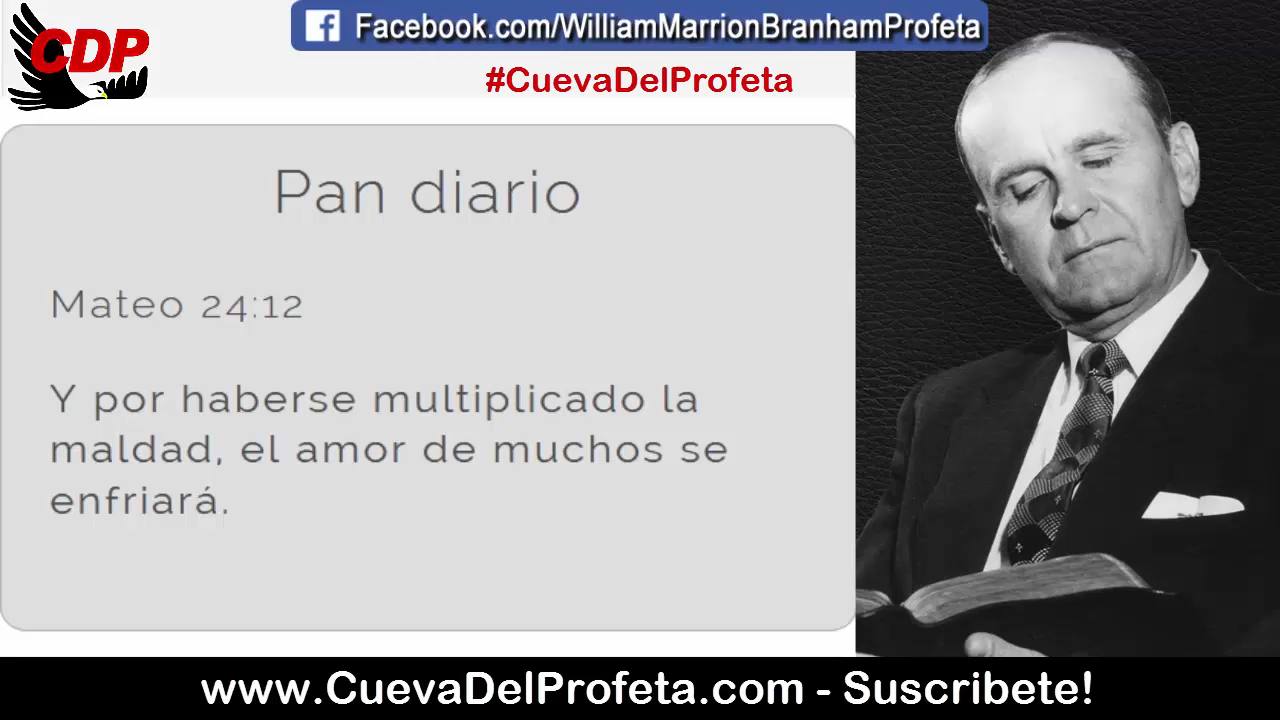 CDP
Facebook.com/WilliamMarrionBranhamProfeta
#CuevaDelProfeta
Pan diario
Mateo 24:12
Y por haberse multiplicado la
maldad, el amor de muchos se
enfriará.
www.CuevaDelProfeta.com - Suscribete!